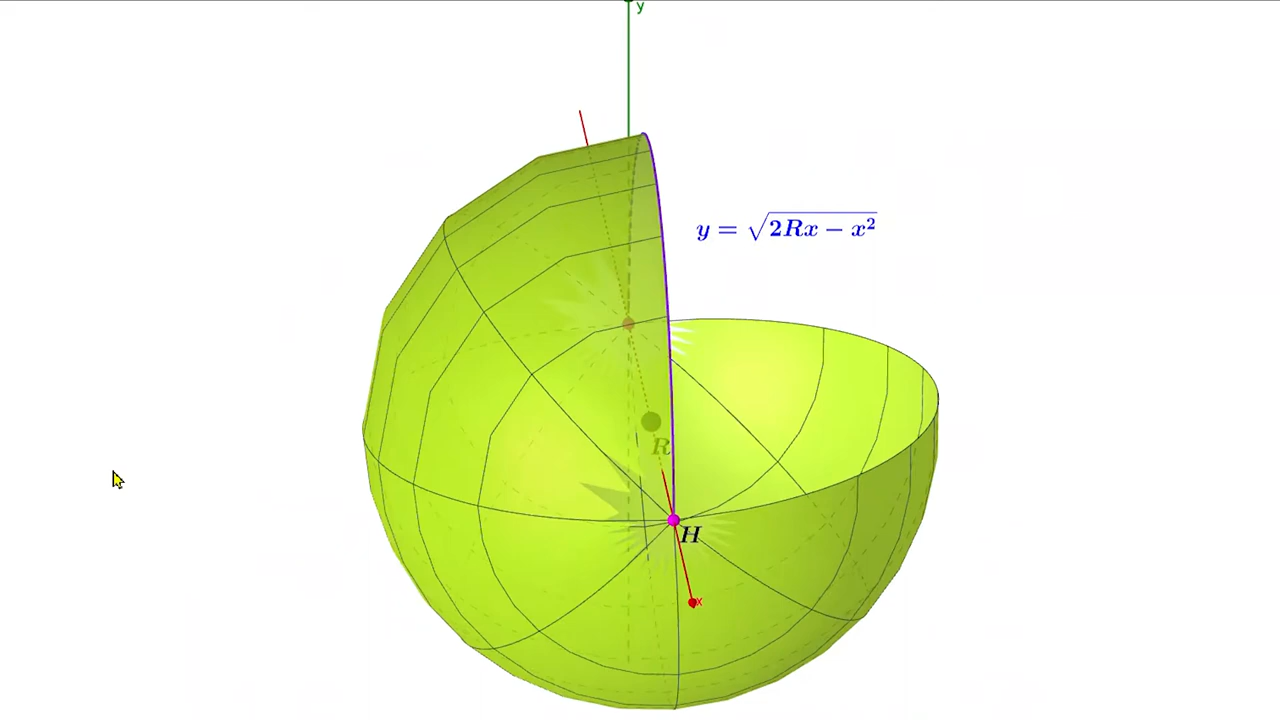 y
y = √(2Rx − x²)
R
H
x